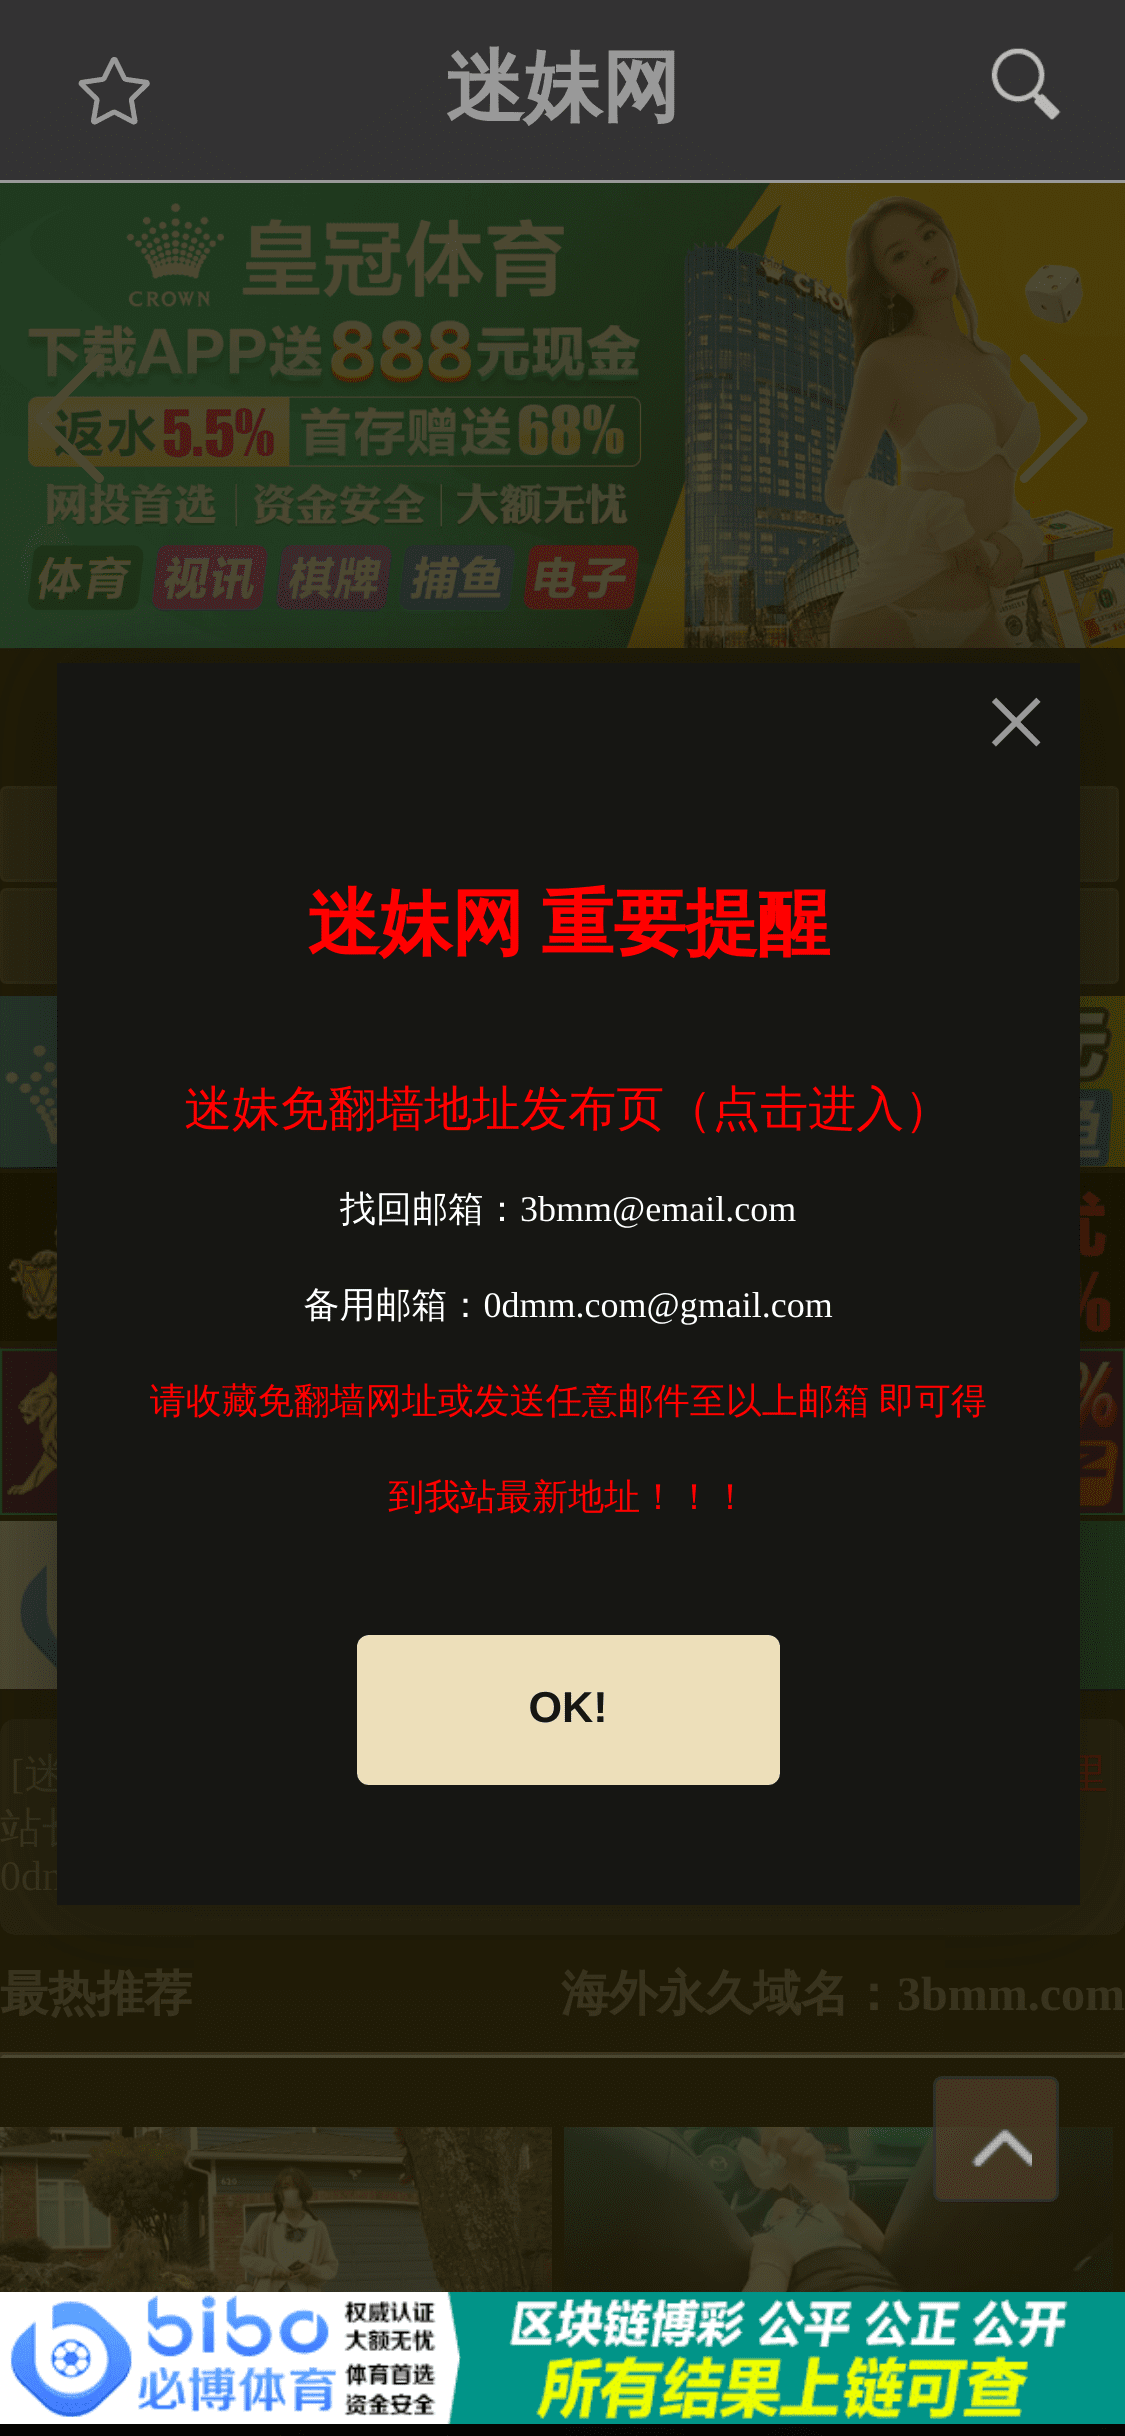 迷妹网
皇冠体育
CROWN
CROWN
下载APP送888元现金
返水5.5% 首存赠送68%
网投首选 资金安全 大额无忧
体育 视讯 棋牌 捕鱼 电子
迷妹网 重要提醒
迷妹免翻墙地址发布页（点击进入）
找回邮箱：3bmm@email.com
备用邮箱：0dmm.com@gmail.com
请收藏免翻墙网址或发送任意邮件至以上邮箱 即可得
到我站最新地址！！！
OK!
[迷
里
站
0d
最热推荐 海外永久域名：3bmm.com
bibo
必博体育
权威认证
大额无忧
体育首选
资金安全
区块链博彩 公平 公正 公开
所有结果上链可查